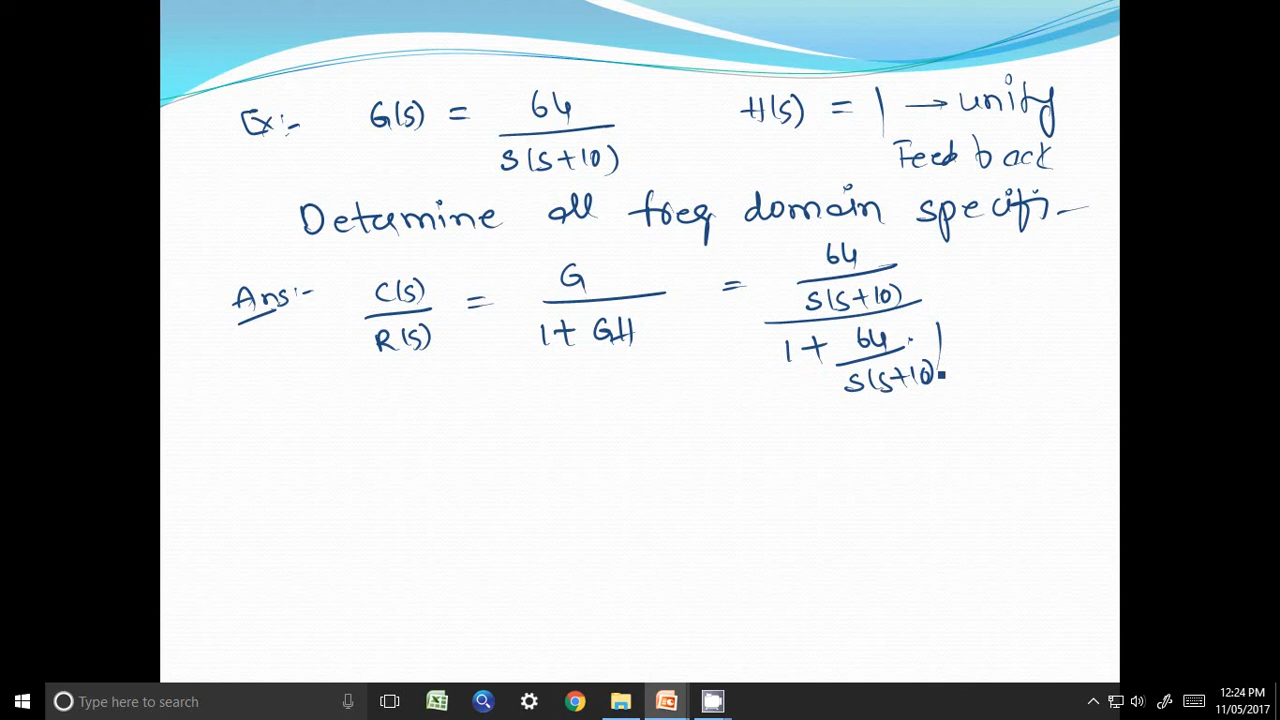 Ex:- G(s) = 64 / s(s+10) H(s) = 1 → unity Feed back
Determine all freq domain specifi. -
Ans:- C(s) / R(s) = G / 1 + GH = 64 / s(s+10) / 1 + 64 / s(s+10) . 1
Type here to search
12:24 PM
11/05/2017